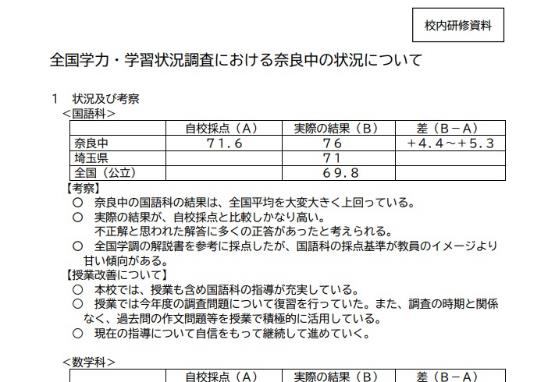 校内研修資料
全国学力・学習状況調査における奈良中の状況について
１　状況及び考察
＜国語科＞
自校採点（Ａ）　実際の結果（Ｂ）　差（Ｂ－Ａ）
奈良中　７１.６　７６　＋４.４～＋５.３
埼玉県　７１
全国（公立）　６９.８
【考察】
○　奈良中の国語科の結果は、全国平均を大変大きく上回っている。
○　実際の結果が、自校採点と比較しかなり高い。
不正解と思われた解答に多くの正答があったと考えられる。
○　全国学調の解説書を参考に採点したが、国語科の採点基準が教員のイメージより
甘い傾向がある。
【授業改善について】
○　本校では、授業も含め国語科の指導が充実している。
○　授業では今年度の調査問題について復習を行っていた。また、調査の時期と関係
なく、過去問の作文問題等を授業で積極的に活用している。
○　現在の指導について自信をもって継続して進めていく。
＜数学科＞
自校採点（Ａ）　実際の結果（Ｂ）　差（Ｂ－Ａ）